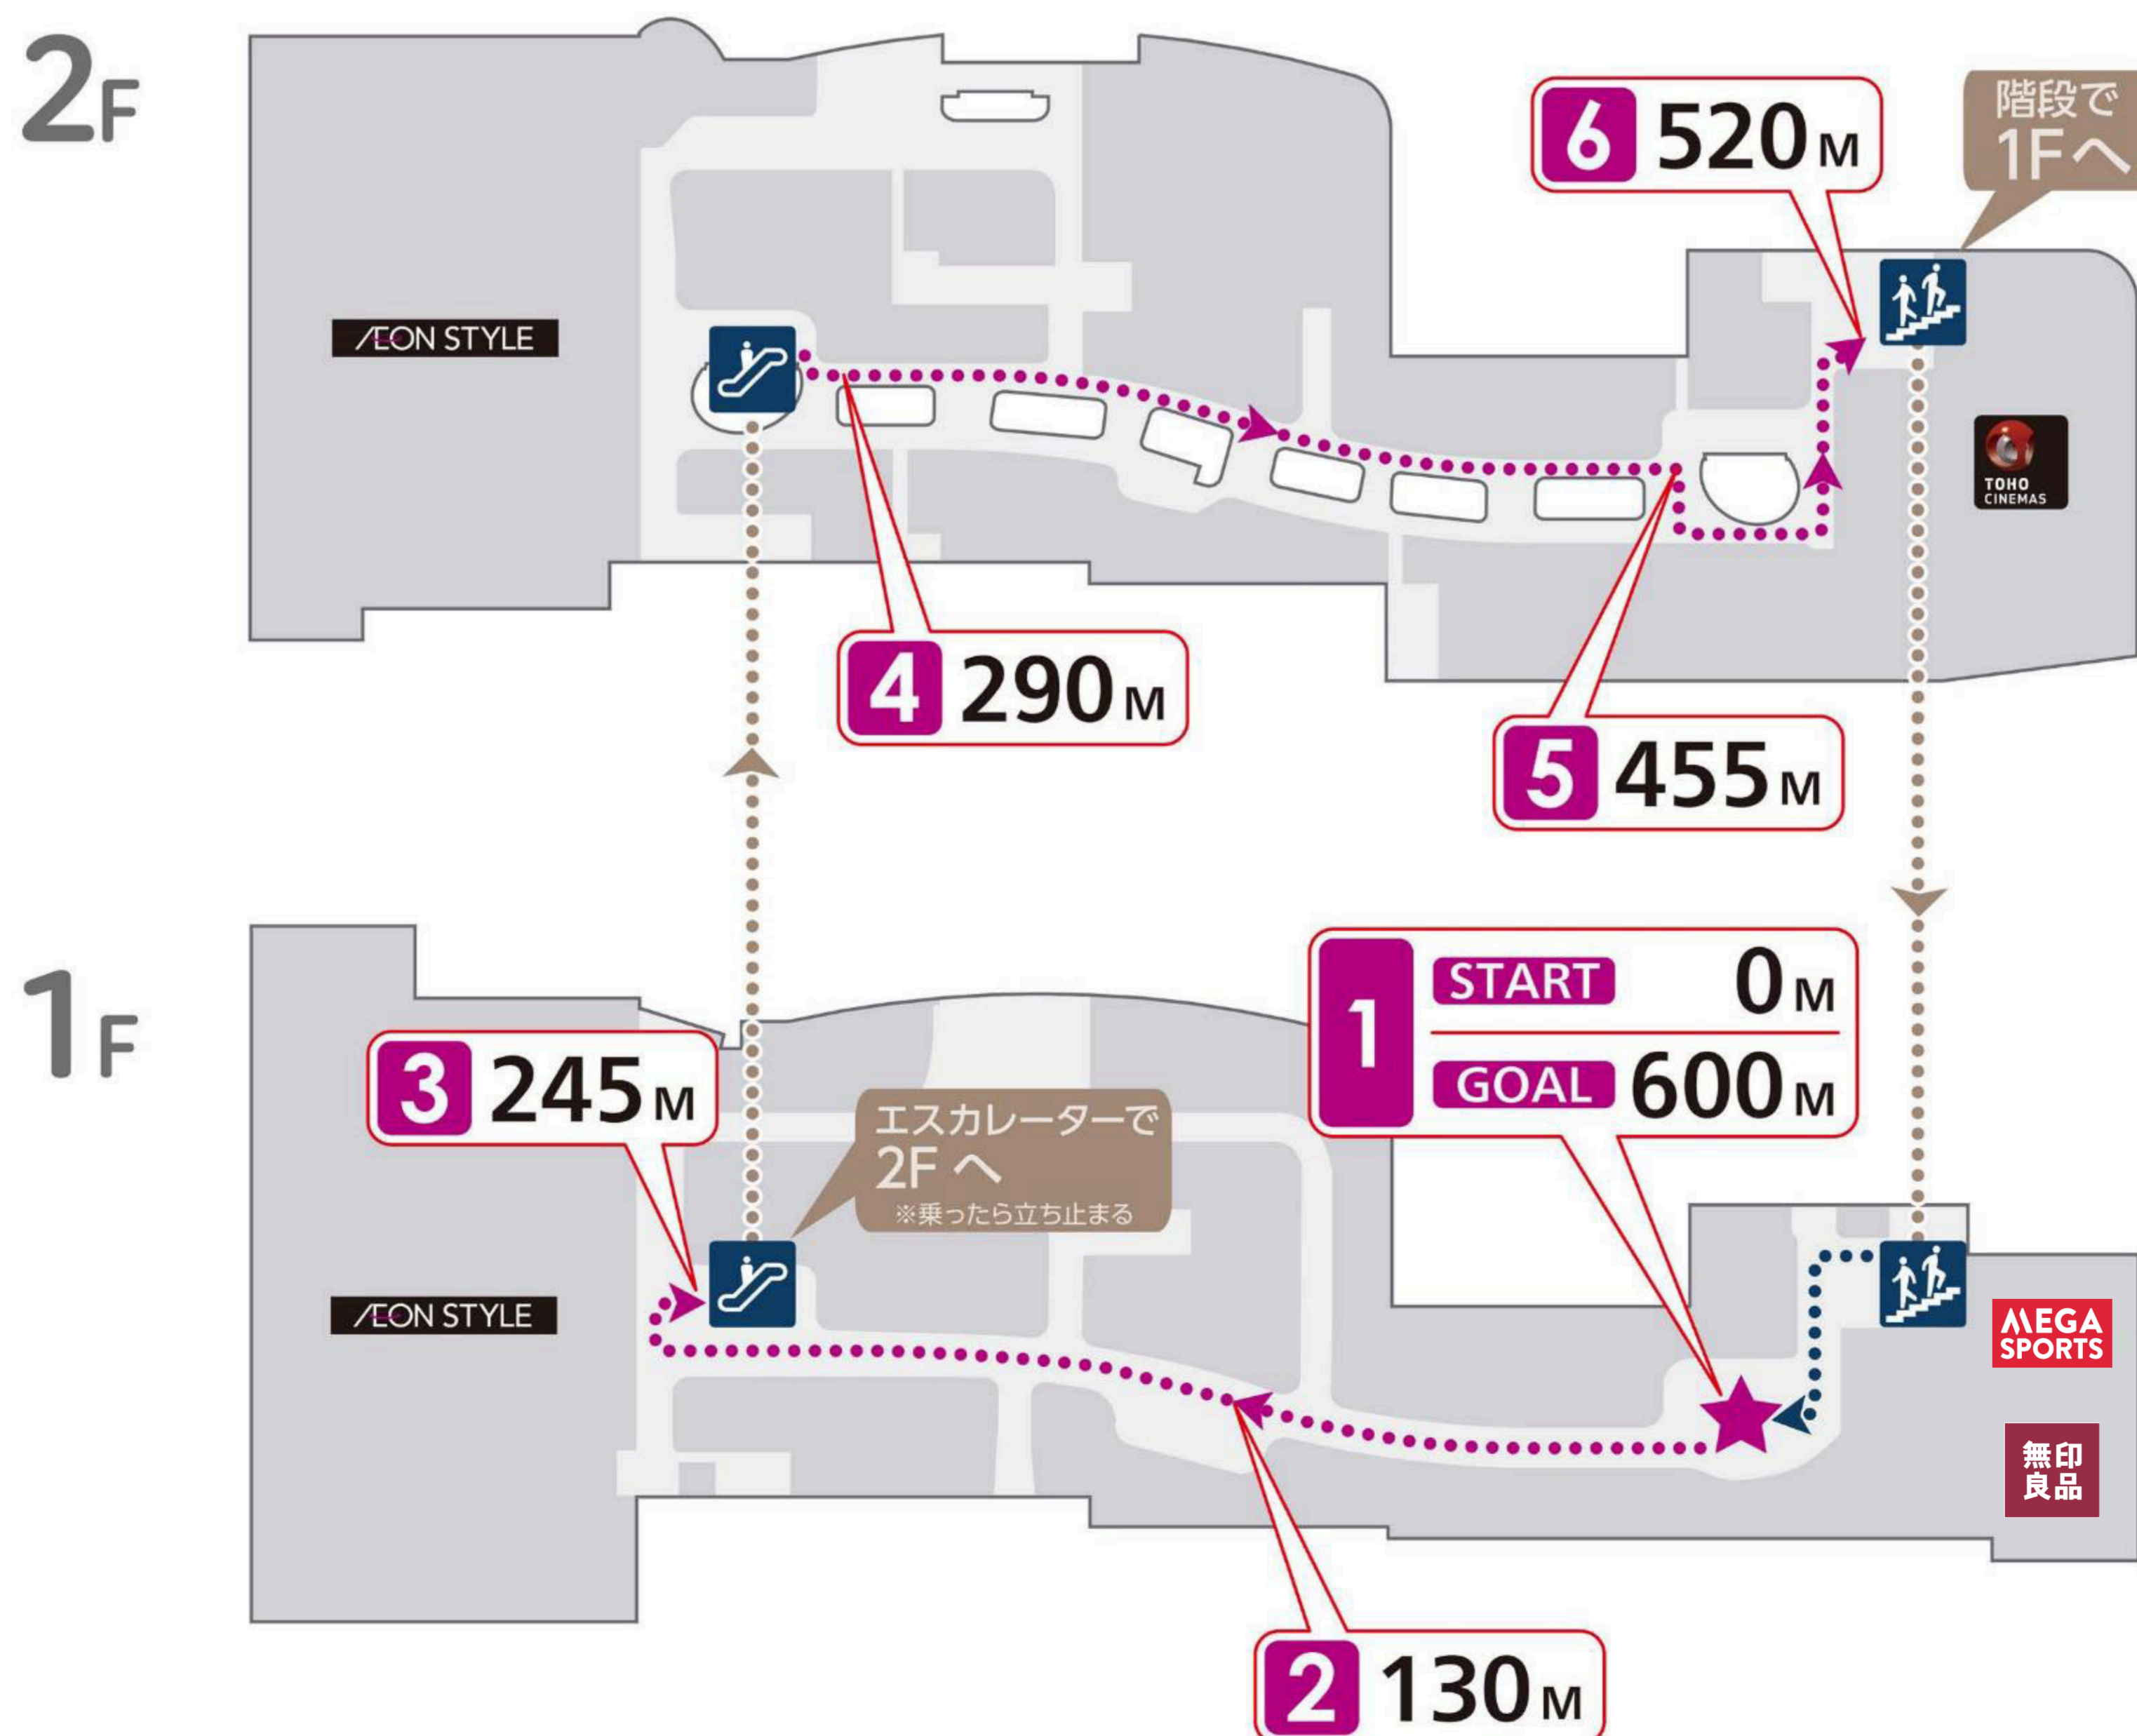 2F
6 520M
階段で
1Fへ
ÆON STYLE
TOHO
CINEMAS
4 290M
5 455M
1F
1 START 0M
GOAL 600M
3 245M
エスカレーターで
2Fへ
※乗ったら立ち止まる
ÆON STYLE
MEGA
SPORTS
無印
良品
2 130M